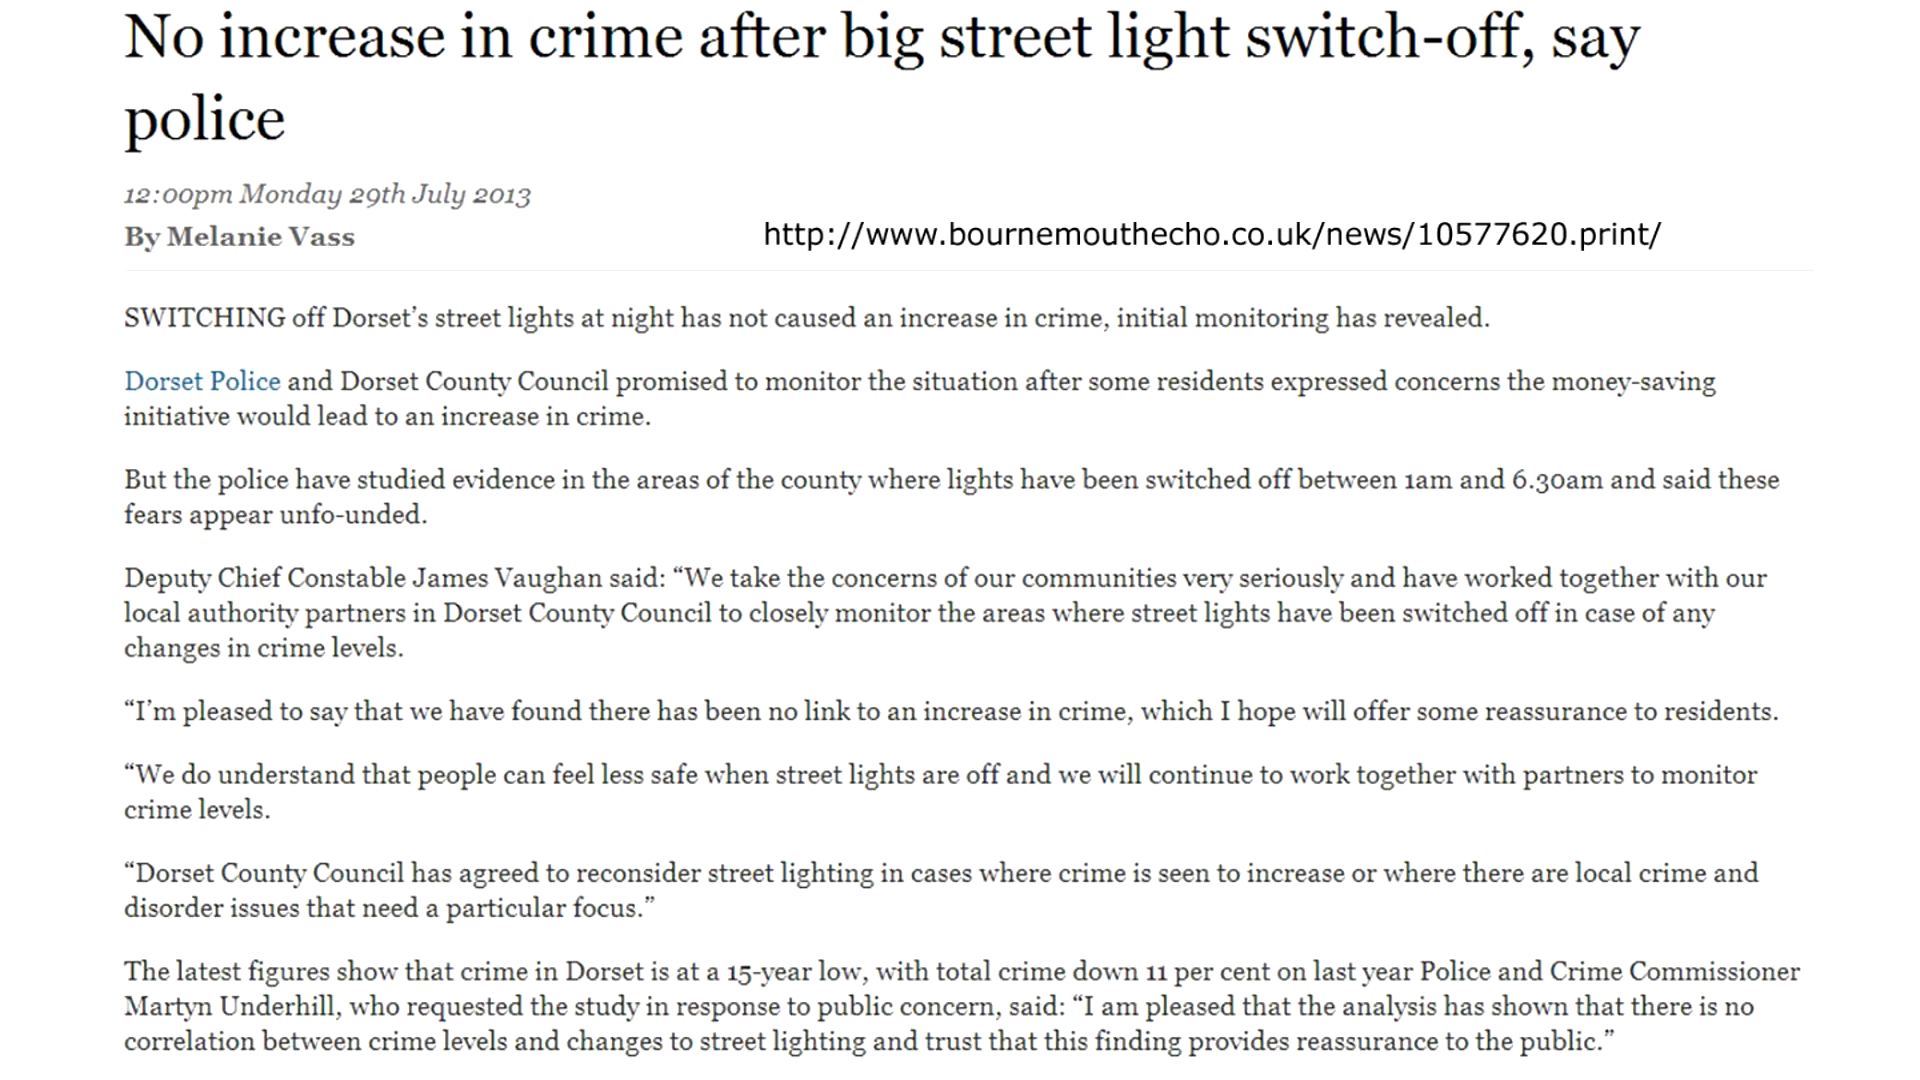 No increase in crime after big street light switch-off, say
police
12:00pm Monday 29th July 2013
By Melanie Vass
http://www.bournemouthecho.co.uk/news/10577620.print/
SWITCHING off Dorset’s street lights at night has not caused an increase in crime, initial monitoring has revealed.
Dorset Police and Dorset County Council promised to monitor the situation after some residents expressed concerns the money-saving
initiative would lead to an increase in crime.
But the police have studied evidence in the areas of the county where lights have been switched off between 1am and 6.30am and said these
fears appear unfo-unded.
Deputy Chief Constable James Vaughan said: “We take the concerns of our communities very seriously and have worked together with our
local authority partners in Dorset County Council to closely monitor the areas where street lights have been switched off in case of any
changes in crime levels.
“I’m pleased to say that we have found there has been no link to an increase in crime, which I hope will offer some reassurance to residents.
“We do understand that people can feel less safe when street lights are off and we will continue to work together with partners to monitor
crime levels.
“Dorset County Council has agreed to reconsider street lighting in cases where crime is seen to increase or where there are local crime and
disorder issues that need a particular focus.”
The latest figures show that crime in Dorset is at a 15-year low, with total crime down 11 per cent on last year Police and Crime Commissioner
Martyn Underhill, who requested the study in response to public concern, said: “I am pleased that the analysis has shown that there is no
correlation between crime levels and changes to street lighting and trust that this finding provides reassurance to the public.”